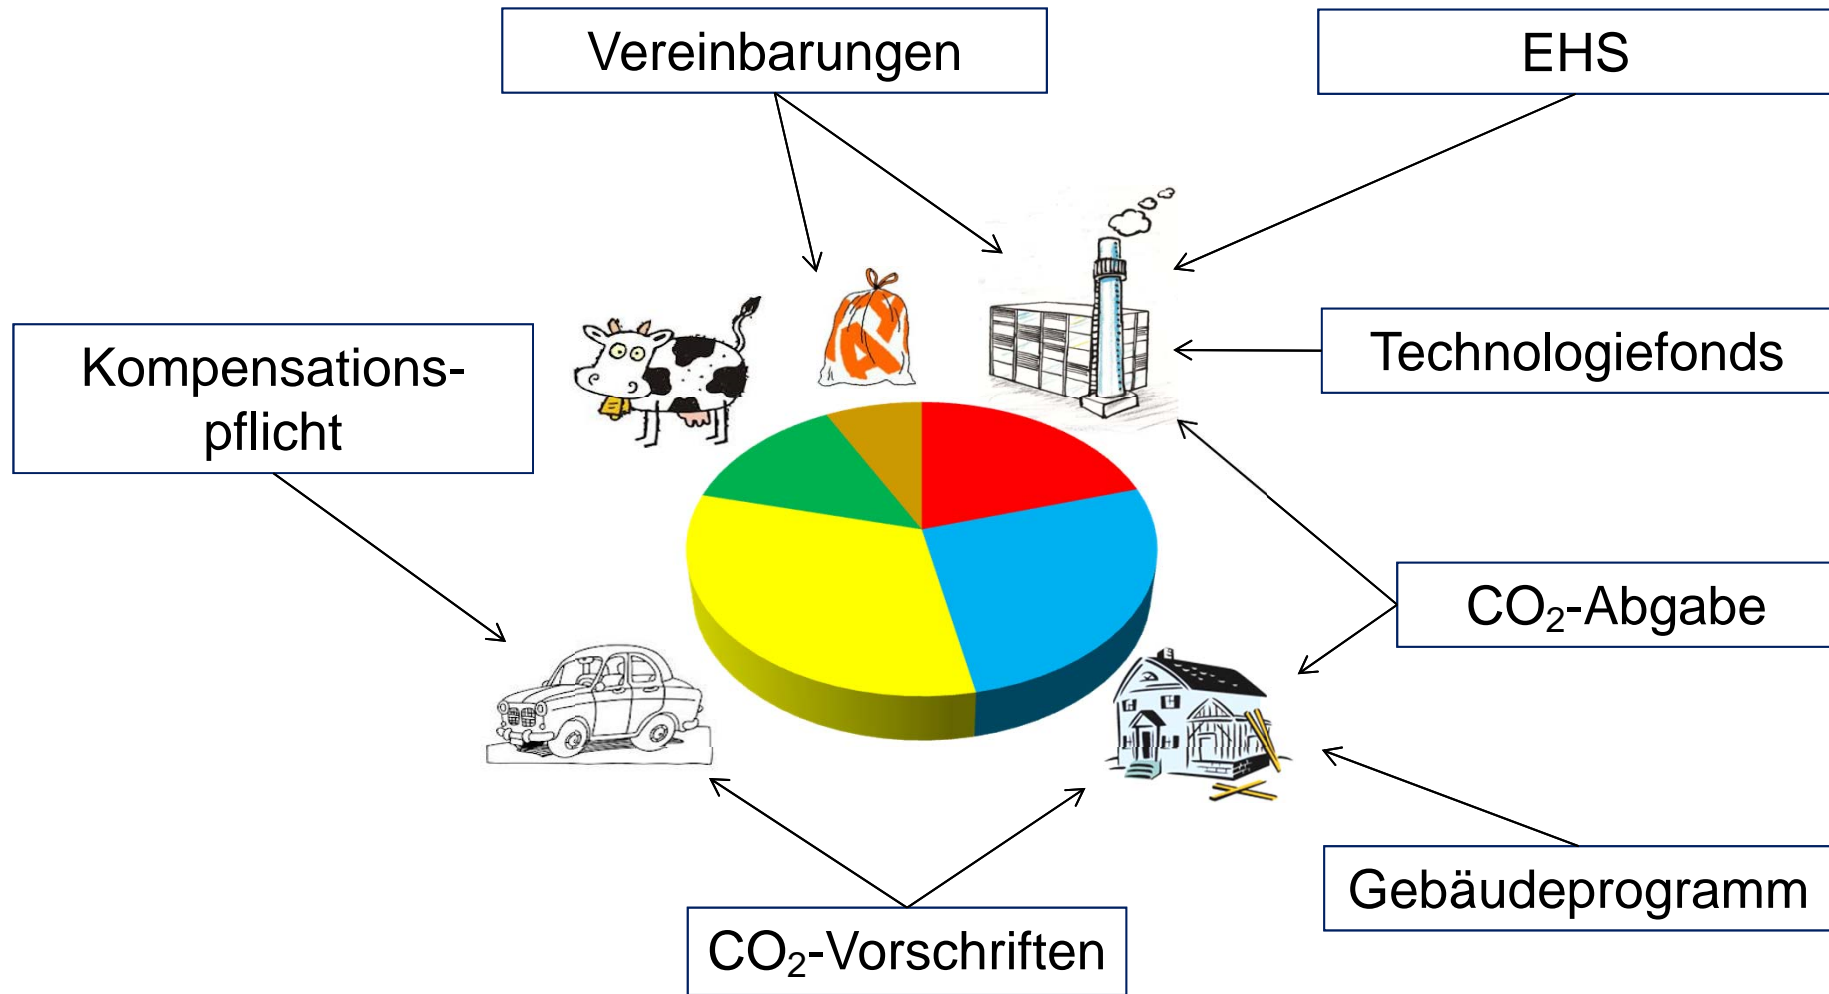 Vereinbarungen
EHS
Kompensations-
pflicht
Technologiefonds
CO₂-Abgabe
Gebäudeprogramm
CO₂-Vorschriften